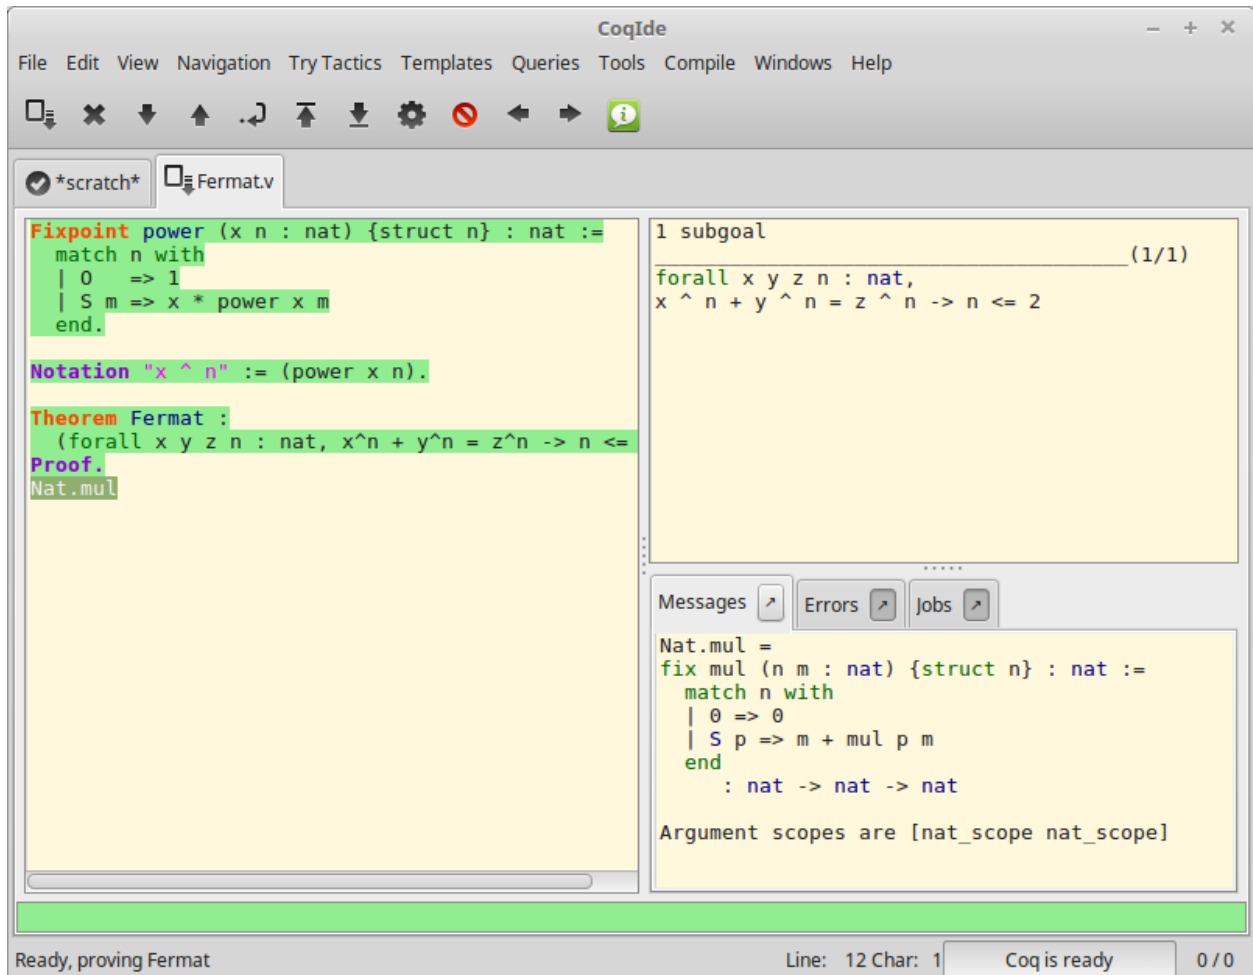 CoqIde
File Edit View Navigation Try Tactics Templates Queries Tools Compile Windows Help
*scratch* Fermat.v
Fixpoint power (x n : nat) {struct n} : nat :=
  match n with
  | O   => 1
  | S m => x * power x m
  end.
Notation "x ^ n" := (power x n).
Theorem Fermat :
  (forall x y z n : nat, x^n + y^n = z^n -> n <=
Proof.
Nat.mul
1 subgoal
______________________________________(1/1)
forall x y z n : nat,
x ^ n + y ^ n = z ^ n -> n <= 2
Messages Errors Jobs
Nat.mul =
fix mul (n m : nat) {struct n} : nat :=
  match n with
  | 0 => 0
  | S p => m + mul p m
  end
     : nat -> nat -> nat
Argument scopes are [nat_scope nat_scope]
Ready, proving Fermat Line: 12 Char: 1 Coq is ready 0 / 0